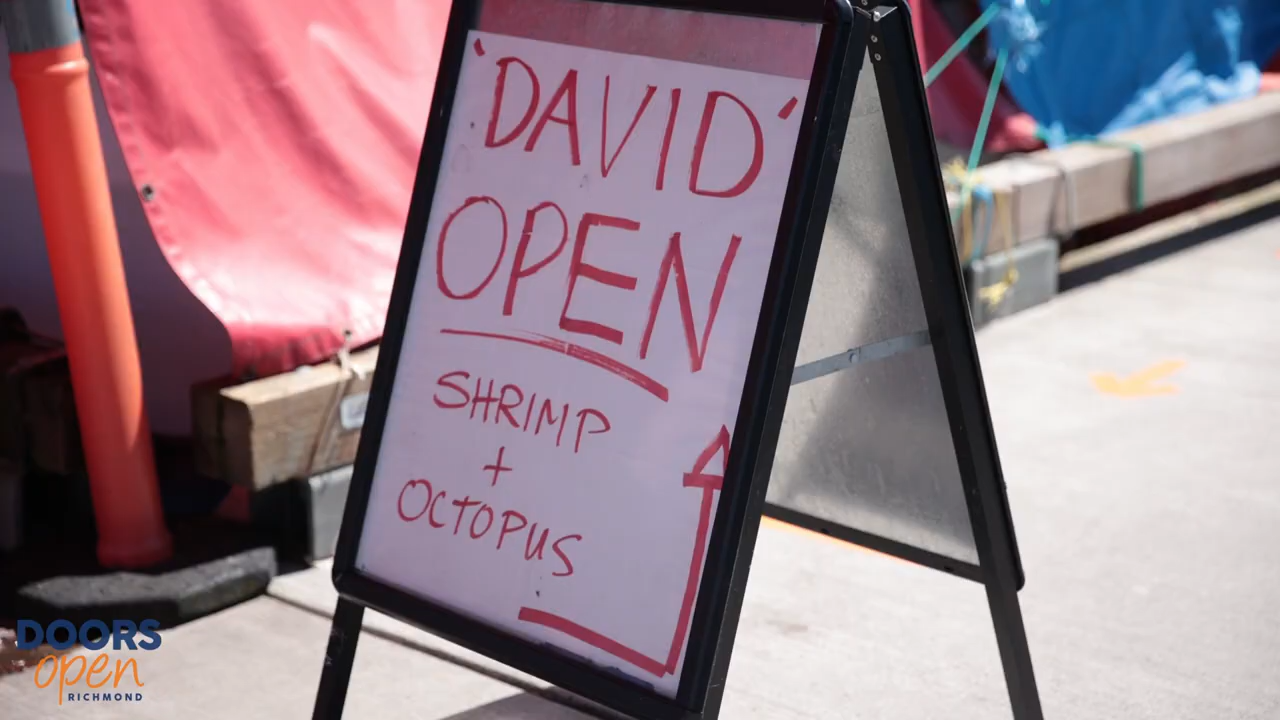 'DAVID'
OPEN
SHRIMP
+
OCTOPUS
DOORS
open
RICHMOND